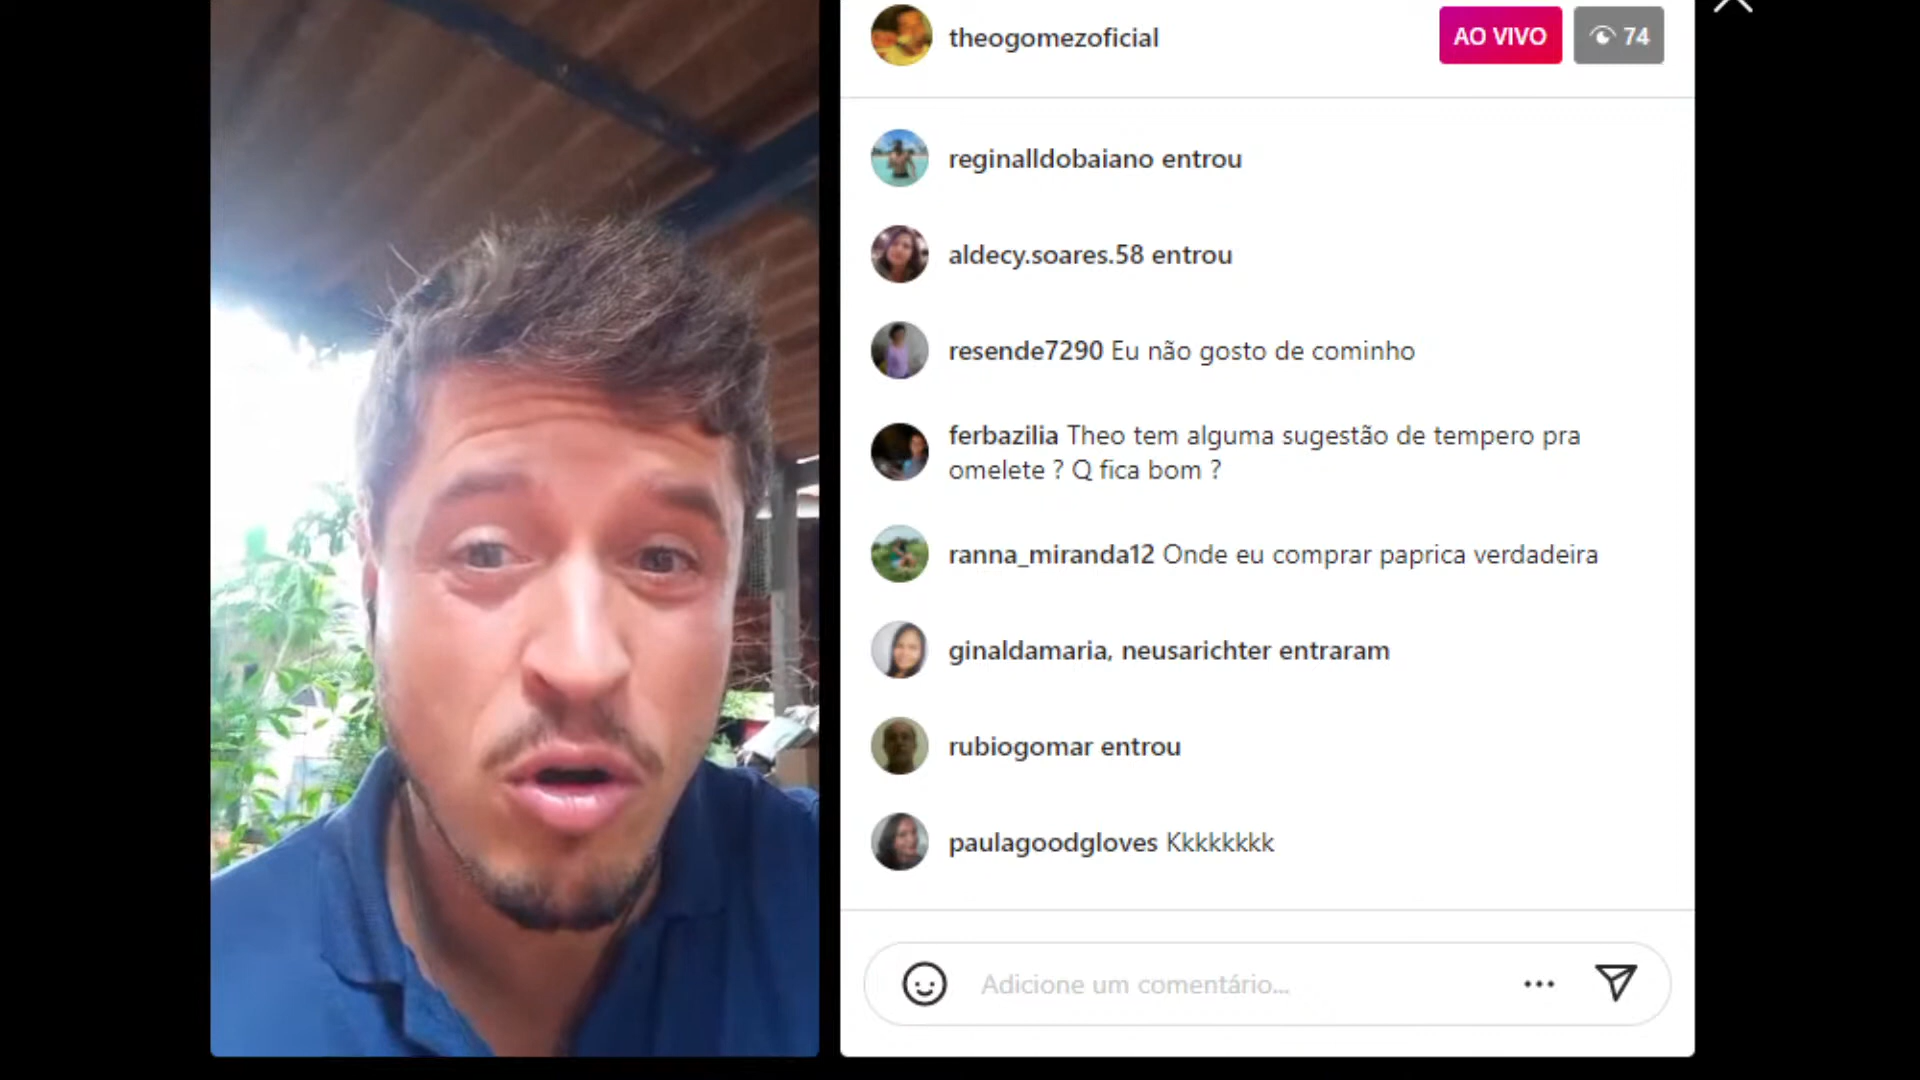 theogomezoficial
AO VIVO
74
reginalldobaiano entrou
aldecy.soares.58 entrou
resende7290 Eu não gosto de cominho
ferbazilia Theo tem alguma sugestão de tempero pra
omelete ? Q fica bom ?
ranna_miranda12 Onde eu comprar paprica verdadeira
ginaldamaria, neusarichter entraram
rubiogomar entrou
paulagoodgloves Kkkkkkkk
Adicione um comentário...